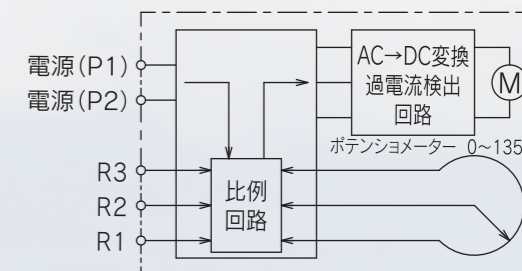 電源(P1)
電源(P2)
R3
R2
R1
比例
回路
AC→DC変換
過電流検出
回路
M
ポテンショメーター 0~135